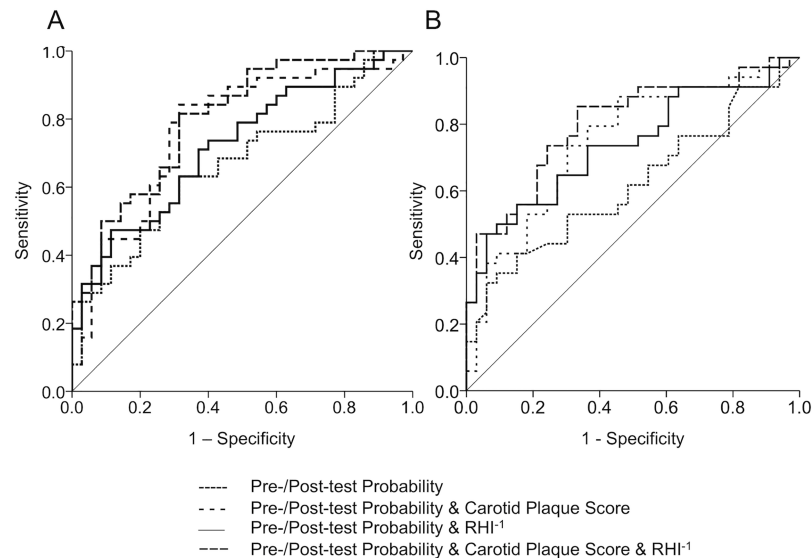 A
B
1.0
0.8
0.6
0.4
0.2
0.0
Sensitivity
0.0 0.2 0.4 0.6 0.8 1.0
1 – Specificity
1.0
0.8
0.6
0.4
0.2
0.0
Sensitivity
0.0 0.2 0.4 0.6 0.8 1.0
1 - Specificity
Pre-/Post-test Probability
Pre-/Post-test Probability & Carotid Plaque Score
Pre-/Post-test Probability & RHI⁻¹
Pre-/Post-test Probability & Carotid Plaque Score & RHI⁻¹